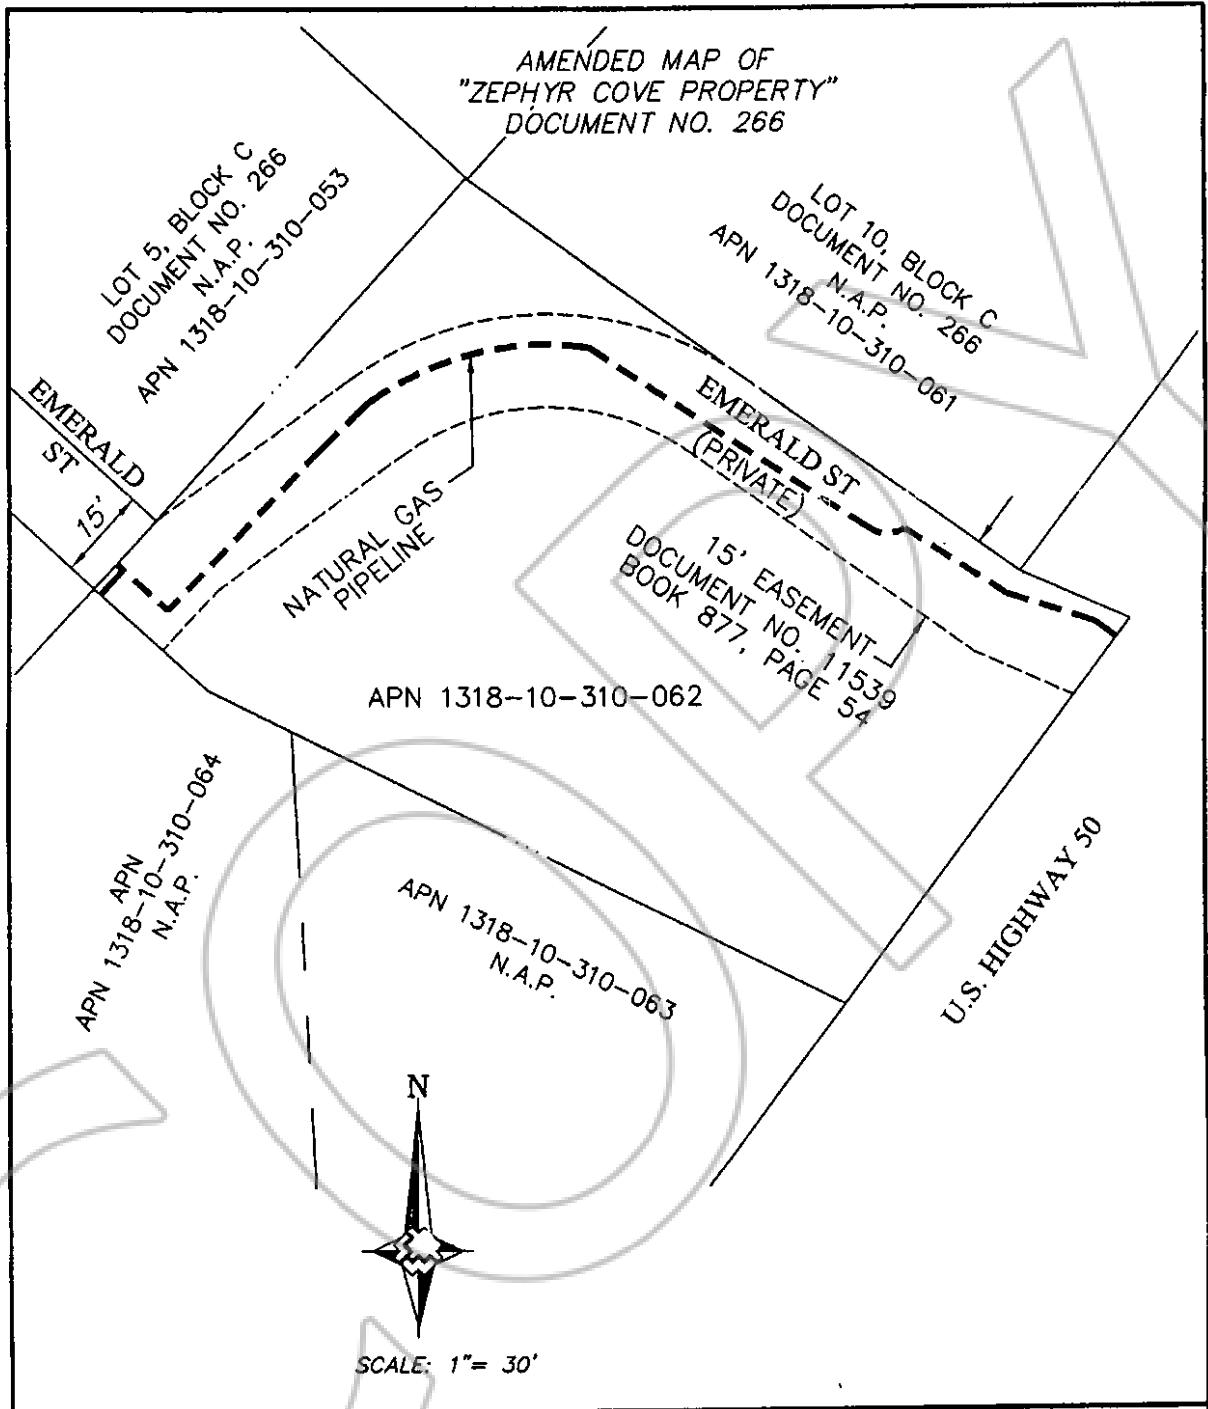 AMENDED MAP OF
"ZEPHYR COVE PROPERTY"
DOCUMENT NO. 266
LOT 5, BLOCK C
DOCUMENT NO. 266
N.A.P.
APN 1318-10-310-053
LOT 10, BLOCK C
DOCUMENT NO. 266
N.A.P.
APN 1318-10-310-061
EMERALD
ST
15'
EMERALD ST
(PRIVATE)
NATURAL GAS
PIPELINE
15' EASEMENT
DOCUMENT NO. 11539
BOOK 877, PAGE 54
APN 1318-10-310-062
APN
APN 1318-10-310-064
N.A.P.
APN 1318-10-310-063
N.A.P.
U.S. HIGHWAY 50
N
SCALE: 1"= 30'
COPY